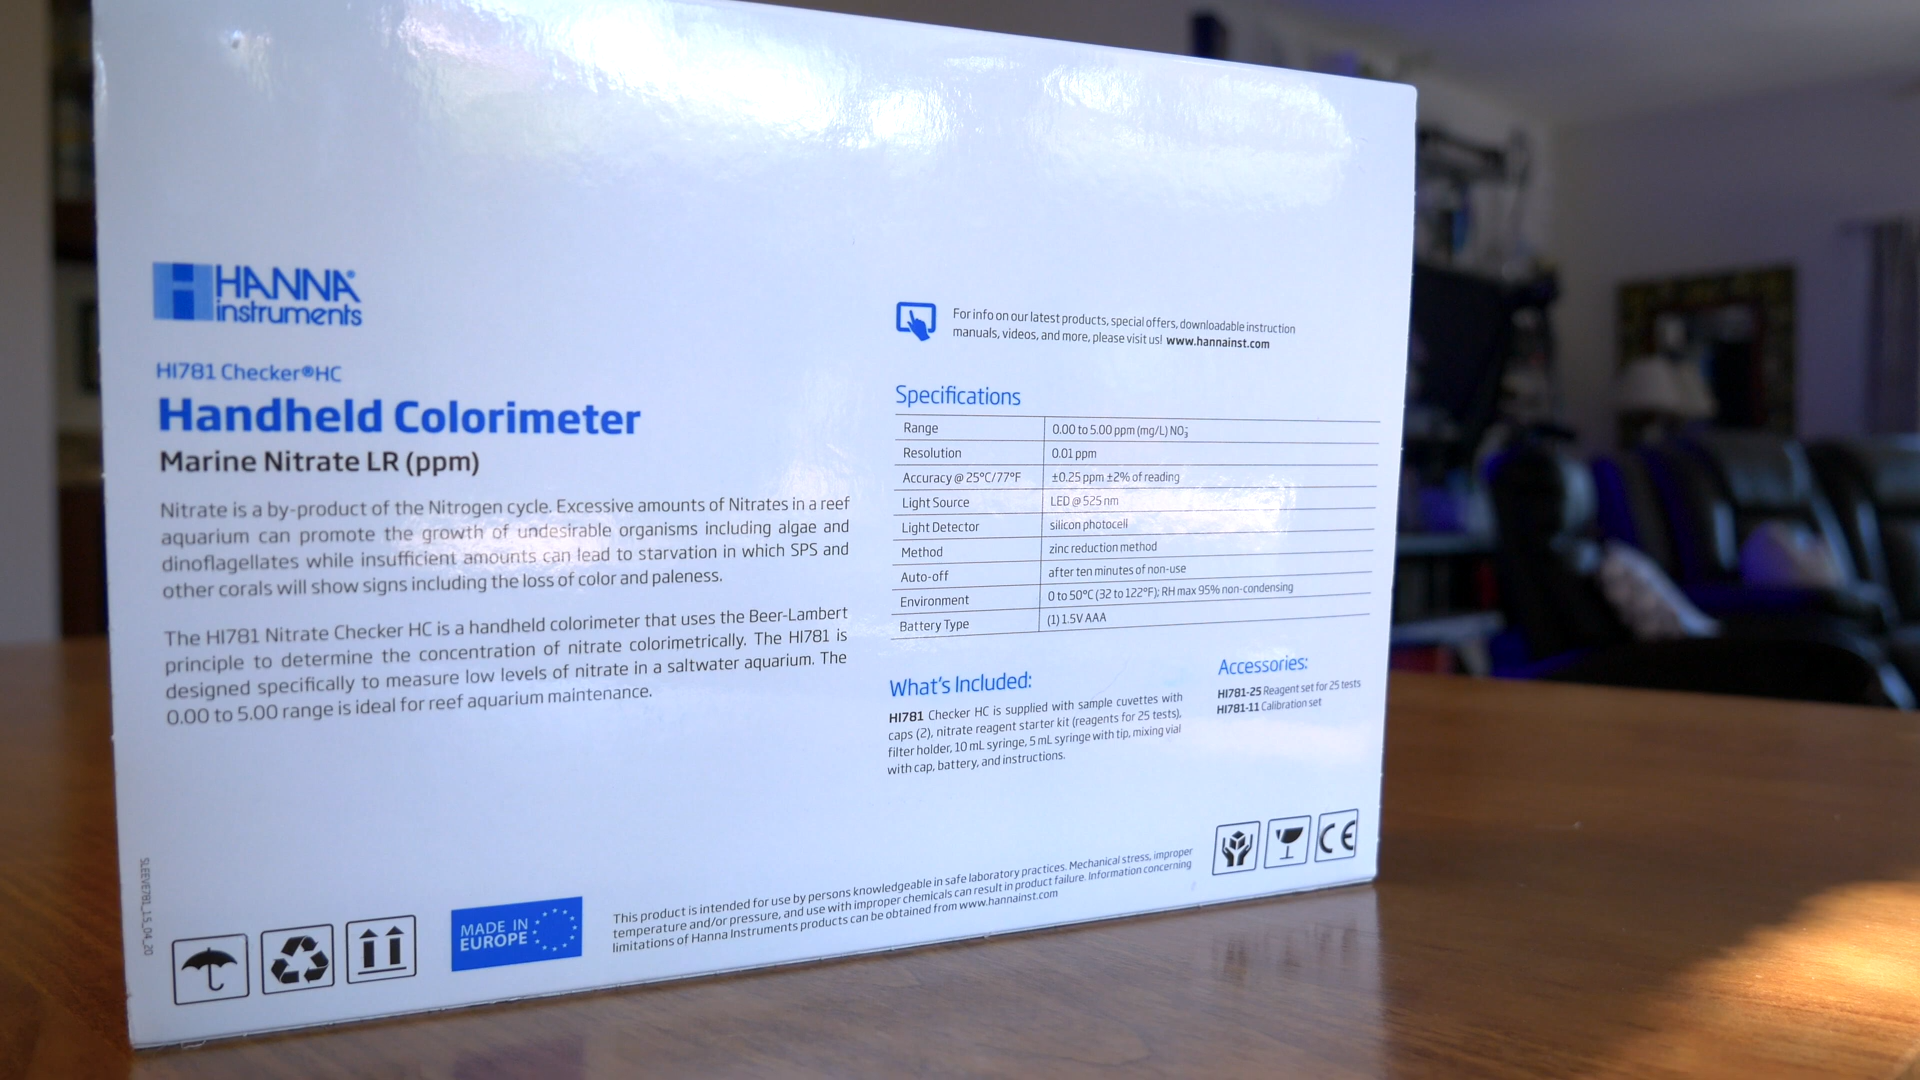 HANNA®
instruments
HI781 Checker®HC
Handheld Colorimeter
Marine Nitrate LR (ppm)
Nitrate is a by-product of the Nitrogen cycle. Excessive amounts of Nitrates in a reef
aquarium can promote the growth of undesirable organisms including algae and
dinoflagellates while insufficient amounts can lead to starvation in which SPS and
other corals will show signs including the loss of color and paleness.
The HI781 Nitrate Checker HC is a handheld colorimeter that uses the Beer-Lambert
principle to determine the concentration of nitrate colorimetrically. The HI781 is
designed specifically to measure low levels of nitrate in a saltwater aquarium. The
0.00 to 5.00 range is ideal for reef aquarium maintenance.
For info on our latest products, special offers, downloadable instruction
manuals, videos, and more, please visit us! www.hannainst.com
Specifications
Range 0.00 to 5.00 ppm (mg/L) NO₃⁻
Resolution 0.01 ppm
Accuracy @ 25°C/77°F ±0.25 ppm ±2% of reading
Light Source LED @ 525 nm
Light Detector silicon photocell
Method zinc reduction method
Auto-off after ten minutes of non-use
Environment 0 to 50°C (32 to 122°F); RH max 95% non-condensing
Battery Type (1) 1.5V AAA
What's Included:
HI781 Checker HC is supplied with sample cuvettes with
caps (2), nitrate reagent starter kit (reagents for 25 tests),
filter holder, 10 mL syringe, 5 mL syringe with tip, mixing vial
with cap, battery, and instructions.
Accessories:
HI781-25 Reagent set for 25 tests
HI781-11 Calibration set
SLEEVE781_1.5_04_20
MADE IN
EUROPE
This product is intended for use by persons knowledgeable in safe laboratory practices. Mechanical stress, improper
temperature and/or pressure, and use with improper chemicals can result in product failure. Information concerning
limitations of Hanna Instruments products can be obtained from www.hannainst.com
CE